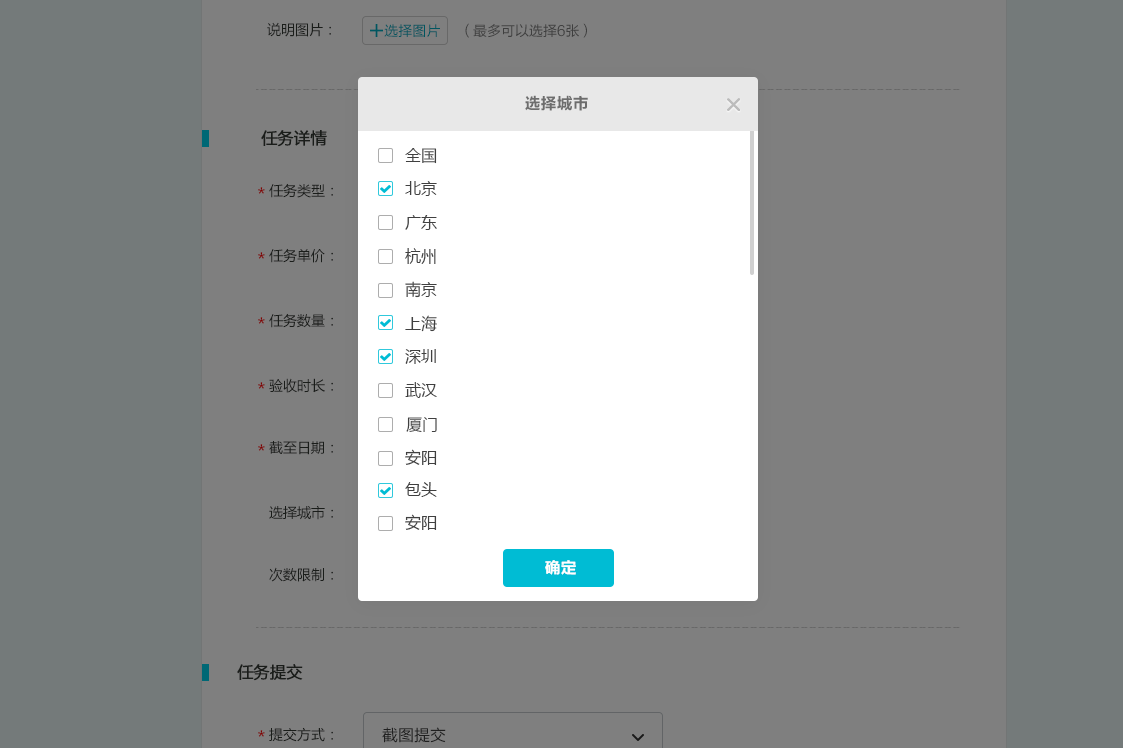 说明图片：
+选择图片
（最多可以选择6张）
选择城市
任务详情
全国
北京
*任务类型：
广东
杭州
*任务单价：
南京
上海
*任务数量：
深圳
武汉
*验收时长：
厦门
安阳
*截至日期：
包头
安阳
选择城市：
确定
次数限制：
任务提交
*提交方式：
截图提交